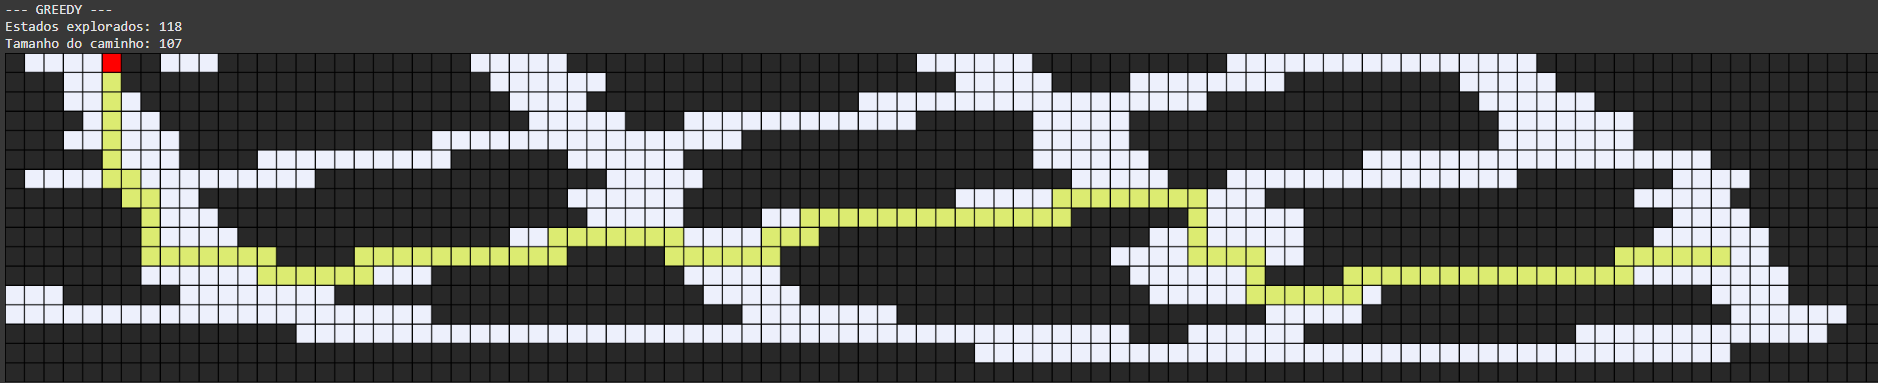 --- GREEDY ---
Estados explorados: 118
Tamanho do caminho: 107